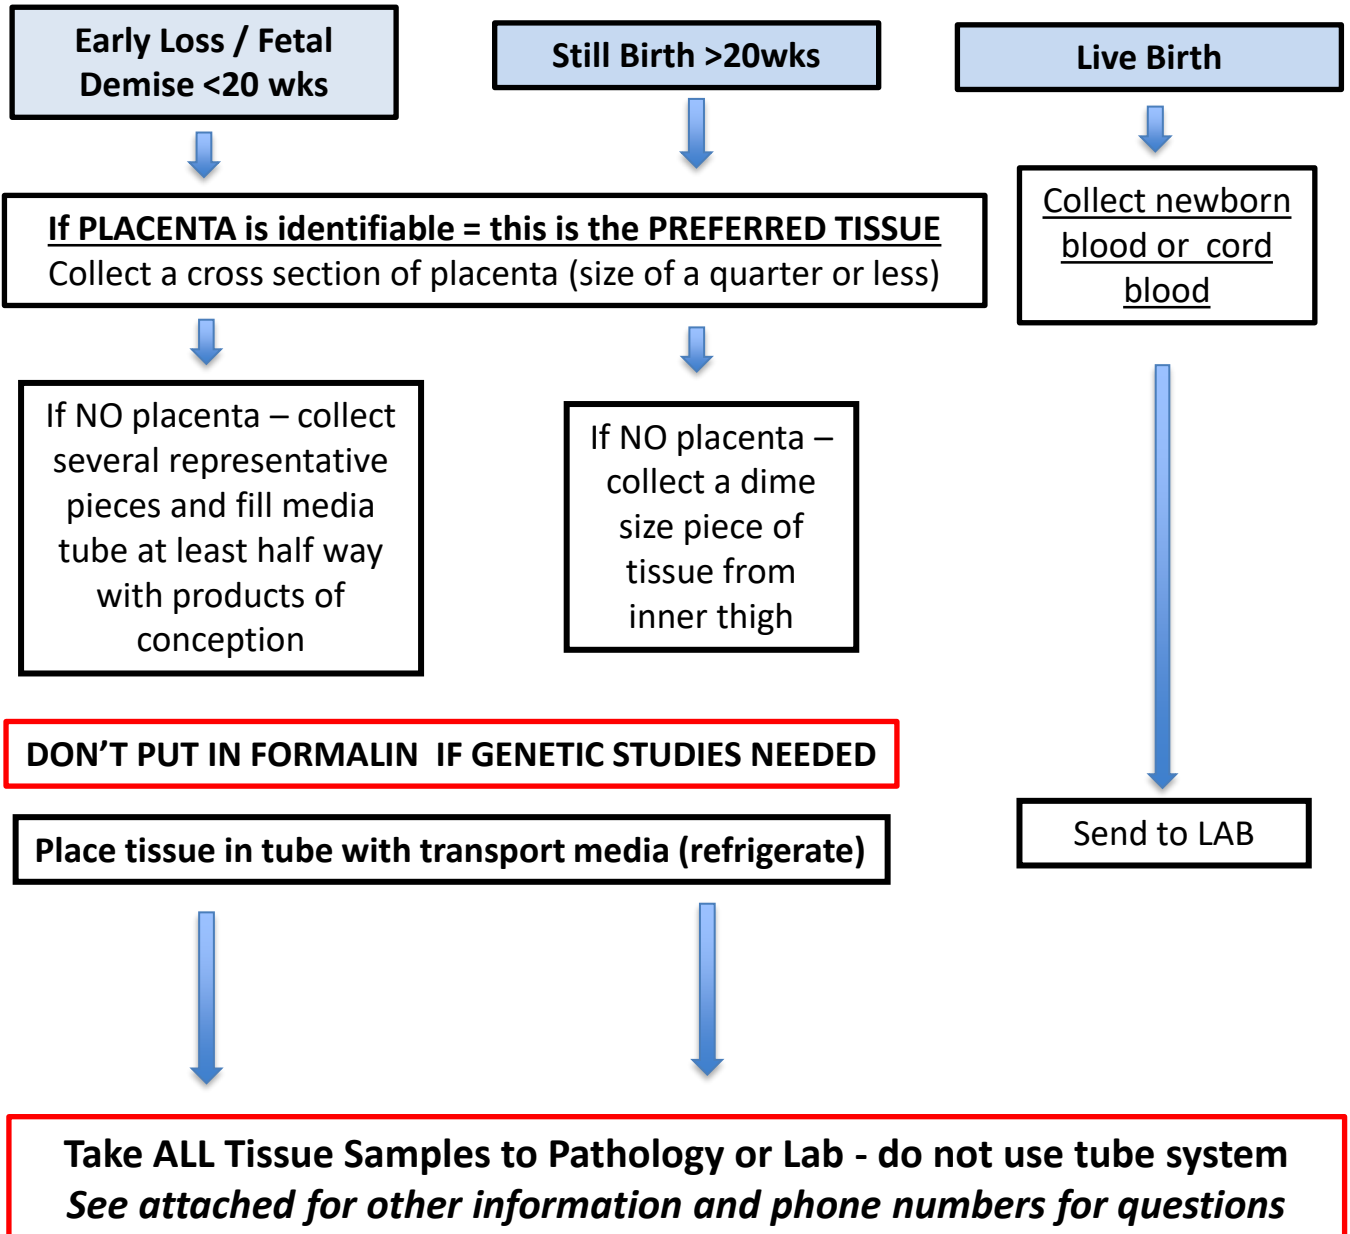 Early Loss / Fetal
Demise <20 wks
Still Birth >20wks
Live Birth
If PLACENTA is identifiable = this is the PREFERRED TISSUE
Collect a cross section of placenta (size of a quarter or less)
Collect newborn
blood or  cord
blood
If NO placenta – collect
several representative
pieces and fill media
tube at least half way
with products of
conception
If NO placenta –
collect a dime
size piece of
tissue from
inner thigh
DON’T PUT IN FORMALIN  IF GENETIC STUDIES NEEDED
Place tissue in tube with transport media (refrigerate)
Send to LAB
Take ALL Tissue Samples to Pathology or Lab - do not use tube system
See attached for other information and phone numbers for questions